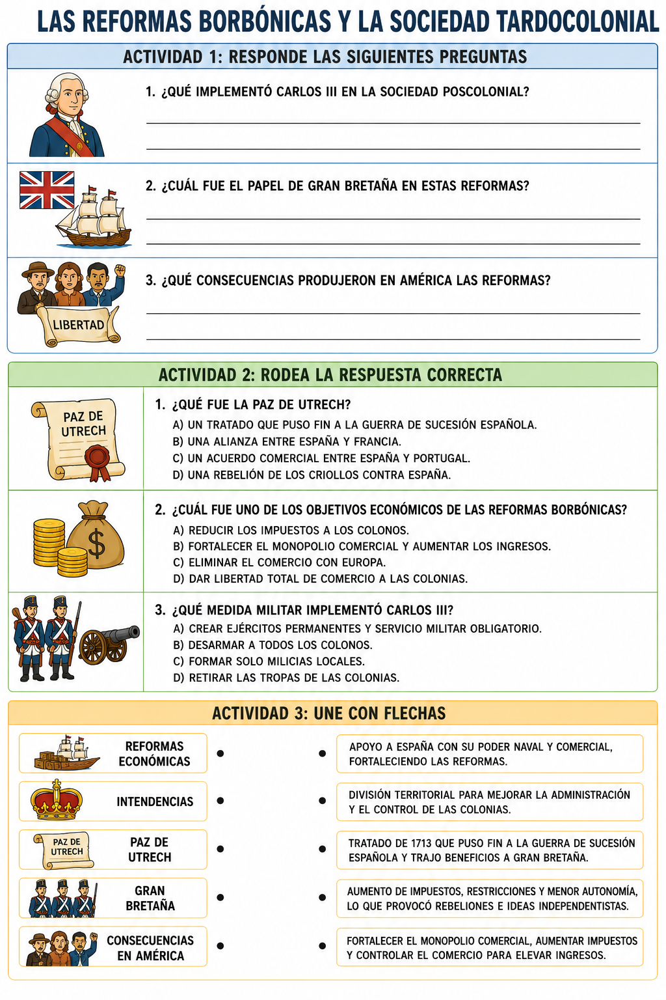 LAS REFORMAS BORBÓNICAS Y LA SOCIEDAD TARDOCOLONIAL
ACTIVIDAD 1: RESPONDE LAS SIGUIENTES PREGUNTAS
1. ¿QUÉ IMPLEMENTÓ CARLOS III EN LA SOCIEDAD POSCOLONIAL?
2. ¿CUÁL FUE EL PAPEL DE GRAN BRETAÑA EN ESTAS REFORMAS?
3. ¿QUÉ CONSECUENCIAS PRODUJERON EN AMÉRICA LAS REFORMAS?
LIBERTAD
ACTIVIDAD 2: RODEA LA RESPUESTA CORRECTA
PAZ DE
UTRECH
1. ¿QUÉ FUE LA PAZ DE UTRECH?
A) UN TRATADO QUE PUSO FIN A LA GUERRA DE SUCESIÓN ESPAÑOLA.
B) UNA ALIANZA ENTRE ESPAÑA Y FRANCIA.
C) UN ACUERDO COMERCIAL ENTRE ESPAÑA Y PORTUGAL.
D) UNA REBELIÓN DE LOS CRIOLLOS CONTRA ESPAÑA.
$
2. ¿CUÁL FUE UNO DE LOS OBJETIVOS ECONÓMICOS DE LAS REFORMAS BORBÓNICAS?
A) REDUCIR LOS IMPUESTOS A LOS COLONOS.
B) FORTALECER EL MONOPOLIO COMERCIAL Y AUMENTAR LOS INGRESOS.
C) ELIMINAR EL COMERCIO CON EUROPA.
D) DAR LIBERTAD TOTAL DE COMERCIO A LAS COLONIAS.
3. ¿QUÉ MEDIDA MILITAR IMPLEMENTÓ CARLOS III?
A) CREAR EJÉRCITOS PERMANENTES Y SERVICIO MILITAR OBLIGATORIO.
B) DESARMAR A TODOS LOS COLONOS.
C) FORMAR SOLO MILICIAS LOCALES.
D) RETIRAR LAS TROPAS DE LAS COLONIAS.
ACTIVIDAD 3: UNE CON FLECHAS
REFORMAS
ECONÓMICAS
APOYO A ESPAÑA CON SU PODER NAVAL Y COMERCIAL,
FORTALECIENDO LAS REFORMAS.
INTENDENCIAS
DIVISIÓN TERRITORIAL PARA MEJORAR LA ADMINISTRACIÓN
Y EL CONTROL DE LAS COLONIAS.
PAZ DE
UTRECH
PAZ DE
UTRECH
TRATADO DE 1713 QUE PUSO FIN A LA GUERRA DE SUCESIÓN
ESPAÑOLA Y TRAJO BENEFICIOS A GRAN BRETAÑA.
GRAN
BRETAÑA
AUMENTO DE IMPUESTOS, RESTRICCIONES Y MENOR AUTONOMÍA,
LO QUE PROVOCÓ REBELIONES E IDEAS INDEPENDENTISTAS.
CONSECUENCIAS
EN AMÉRICA
FORTALECER EL MONOPOLIO COMERCIAL, AUMENTAR IMPUESTOS
Y CONTROLAR EL COMERCIO PARA ELEVAR INGRESOS.